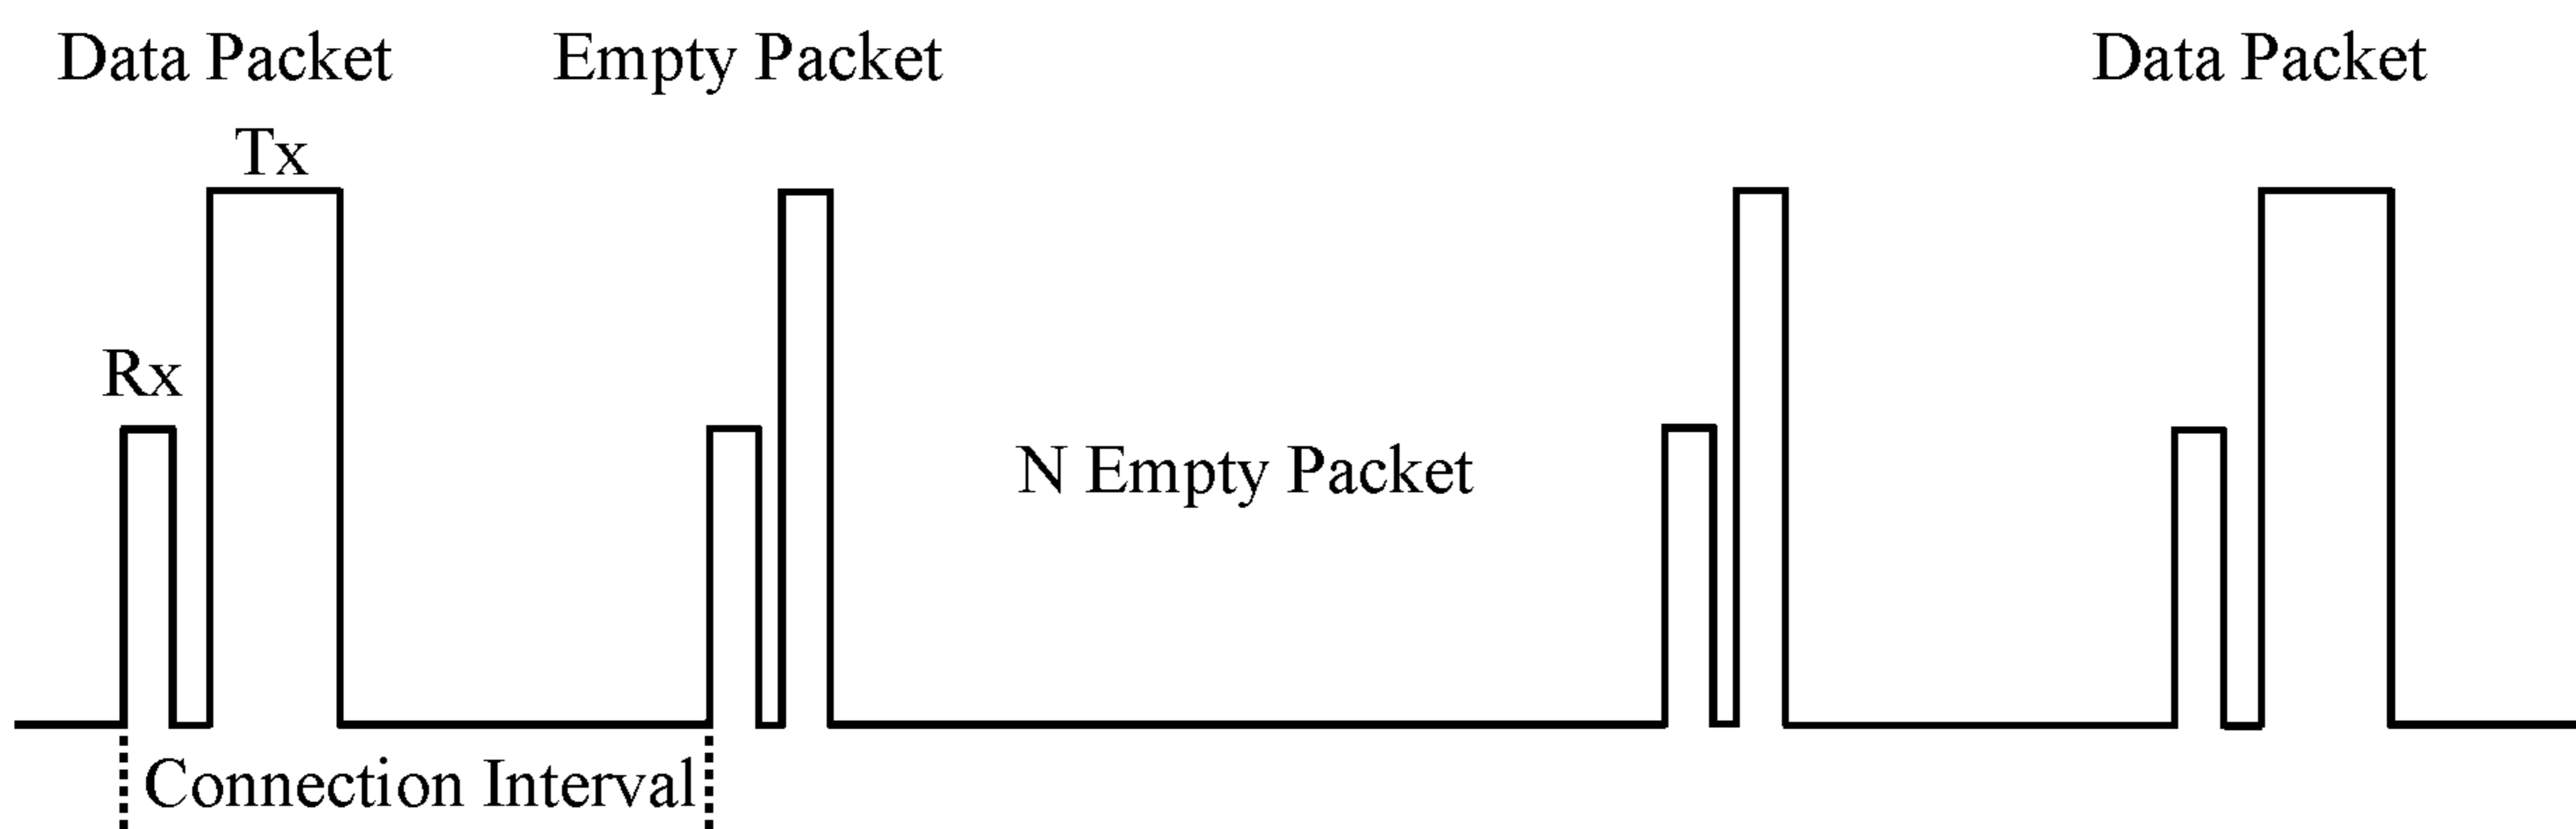 Data Packet
Empty Packet
Data Packet
Tx
Rx
N Empty Packet
Connection Interval